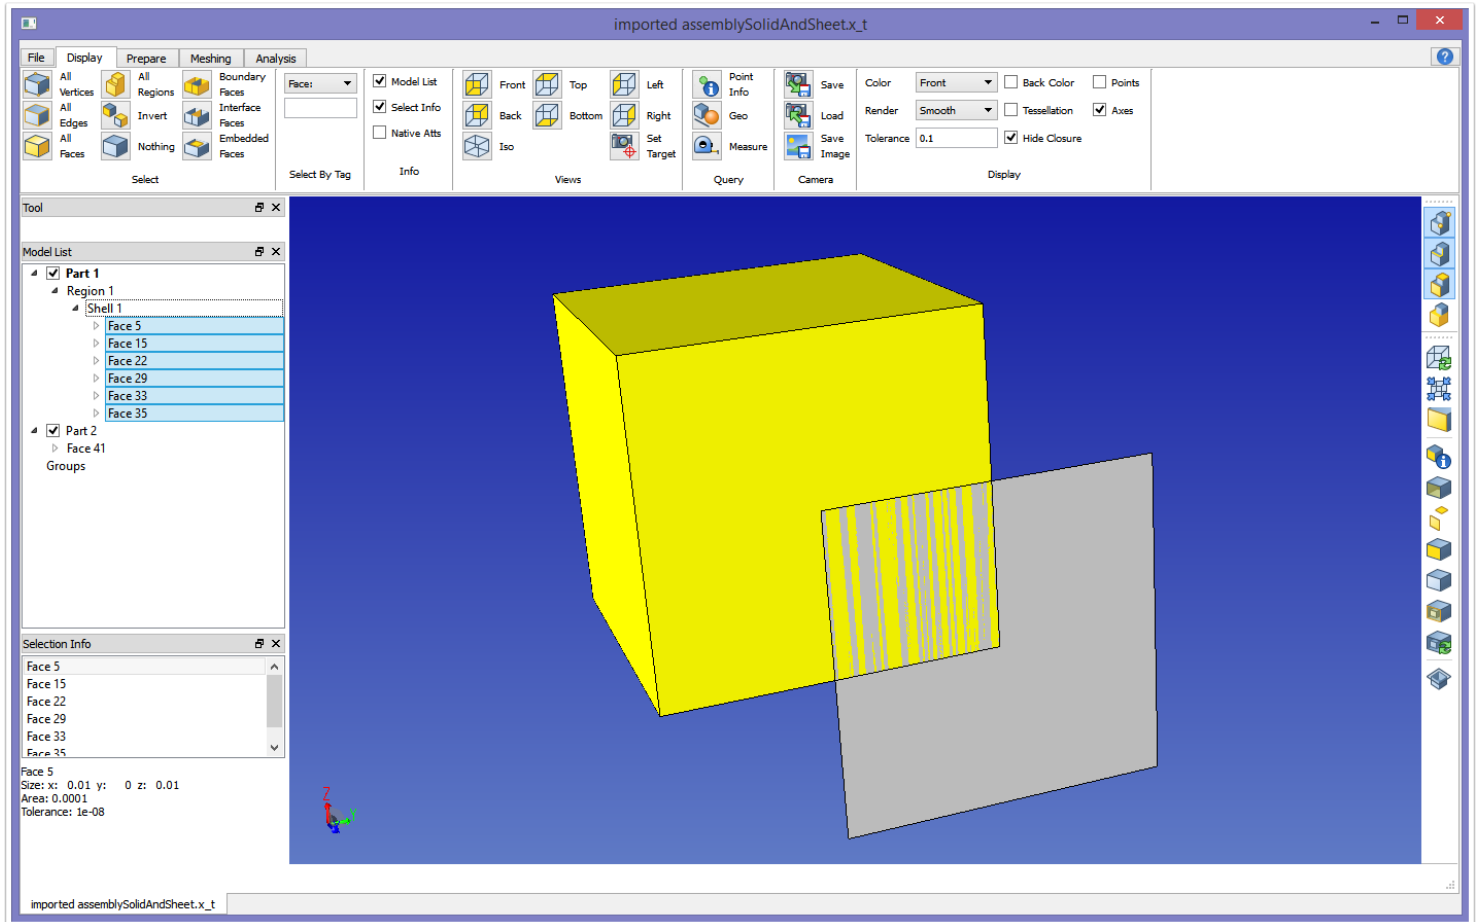 imported assemblySolidAndSheet.x_t
File Display Prepare Meshing Analysis
All Vertices
All Regions
Boundary Faces
All Edges
Invert
Interface Faces
All Faces
Nothing
Embedded Faces
Select
Face:
Select By Tag
Model List
Select Info
Native Atts
Info
Front Top Left
Back Bottom Right
Iso Set Target
Views
Point Info
Geo
Measure
Query
Save
Load
Save Image
Camera
Color Front Back Color Points
Render Smooth Tessellation Axes
Tolerance 0.1 Hide Closure
Display
Tool
Model List
Part 1
Region 1
Shell 1
Face 5
Face 15
Face 22
Face 29
Face 33
Face 35
Part 2
Face 41
Groups
Selection Info
Face 5
Face 15
Face 22
Face 29
Face 33
Face 35
Face 5
Size: x: 0.01 y: 0 z: 0.01
Area: 0.0001
Tolerance: 1e-08
Z
Y
imported assemblySolidAndSheet.x_t